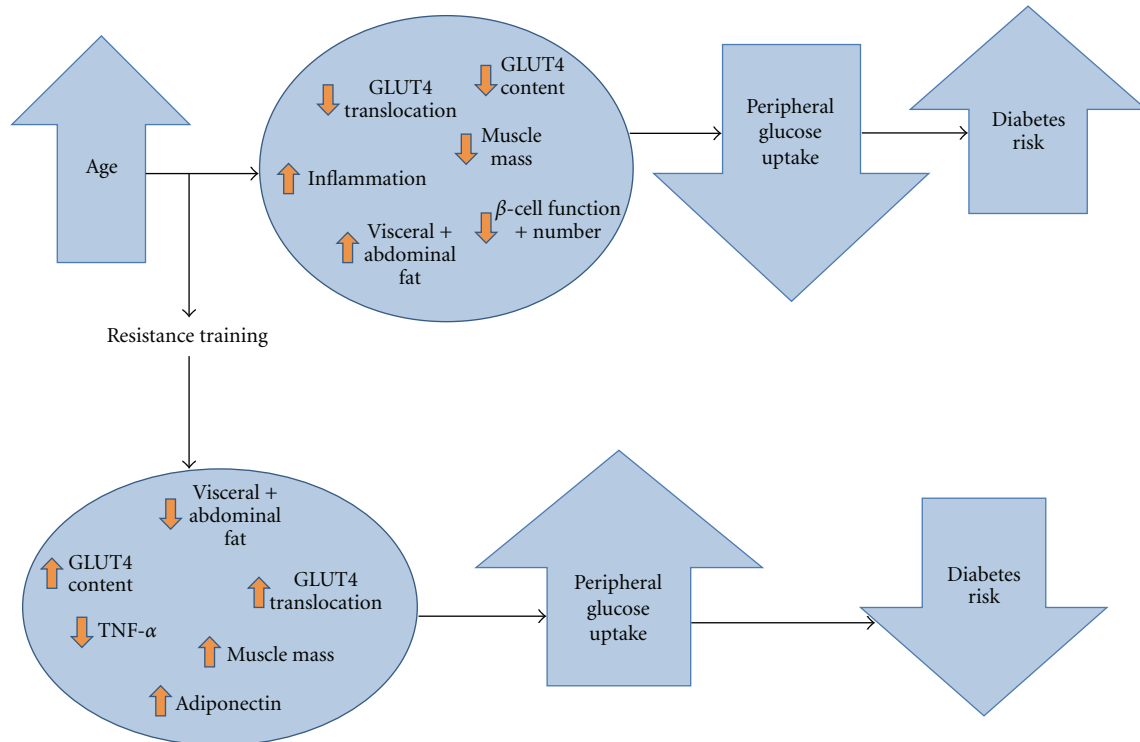 Age
GLUT4
translocation
GLUT4
content
Muscle
mass
Inflammation
Visceral +
abdominal
fat
β-cell function
+ number
Peripheral
glucose
uptake
Diabetes
risk
Resistance training
Visceral +
abdominal
fat
GLUT4
content
GLUT4
translocation
TNF-α
Muscle mass
Adiponectin
Peripheral
glucose
uptake
Diabetes
risk